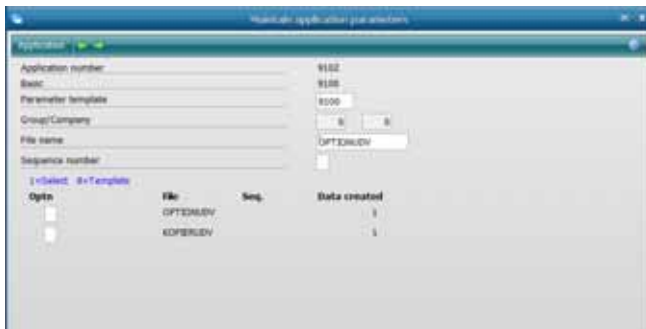 Maintain application parameters
Application
Application number 9102
Basic 9100
Parameter template 9100
Group/Company 0 0
File name OPTIONUDV
Sequence number
1=Select 8=Template
Optn File Seq. Data created
OPTIONUDV 1
KOPIERUDV 1